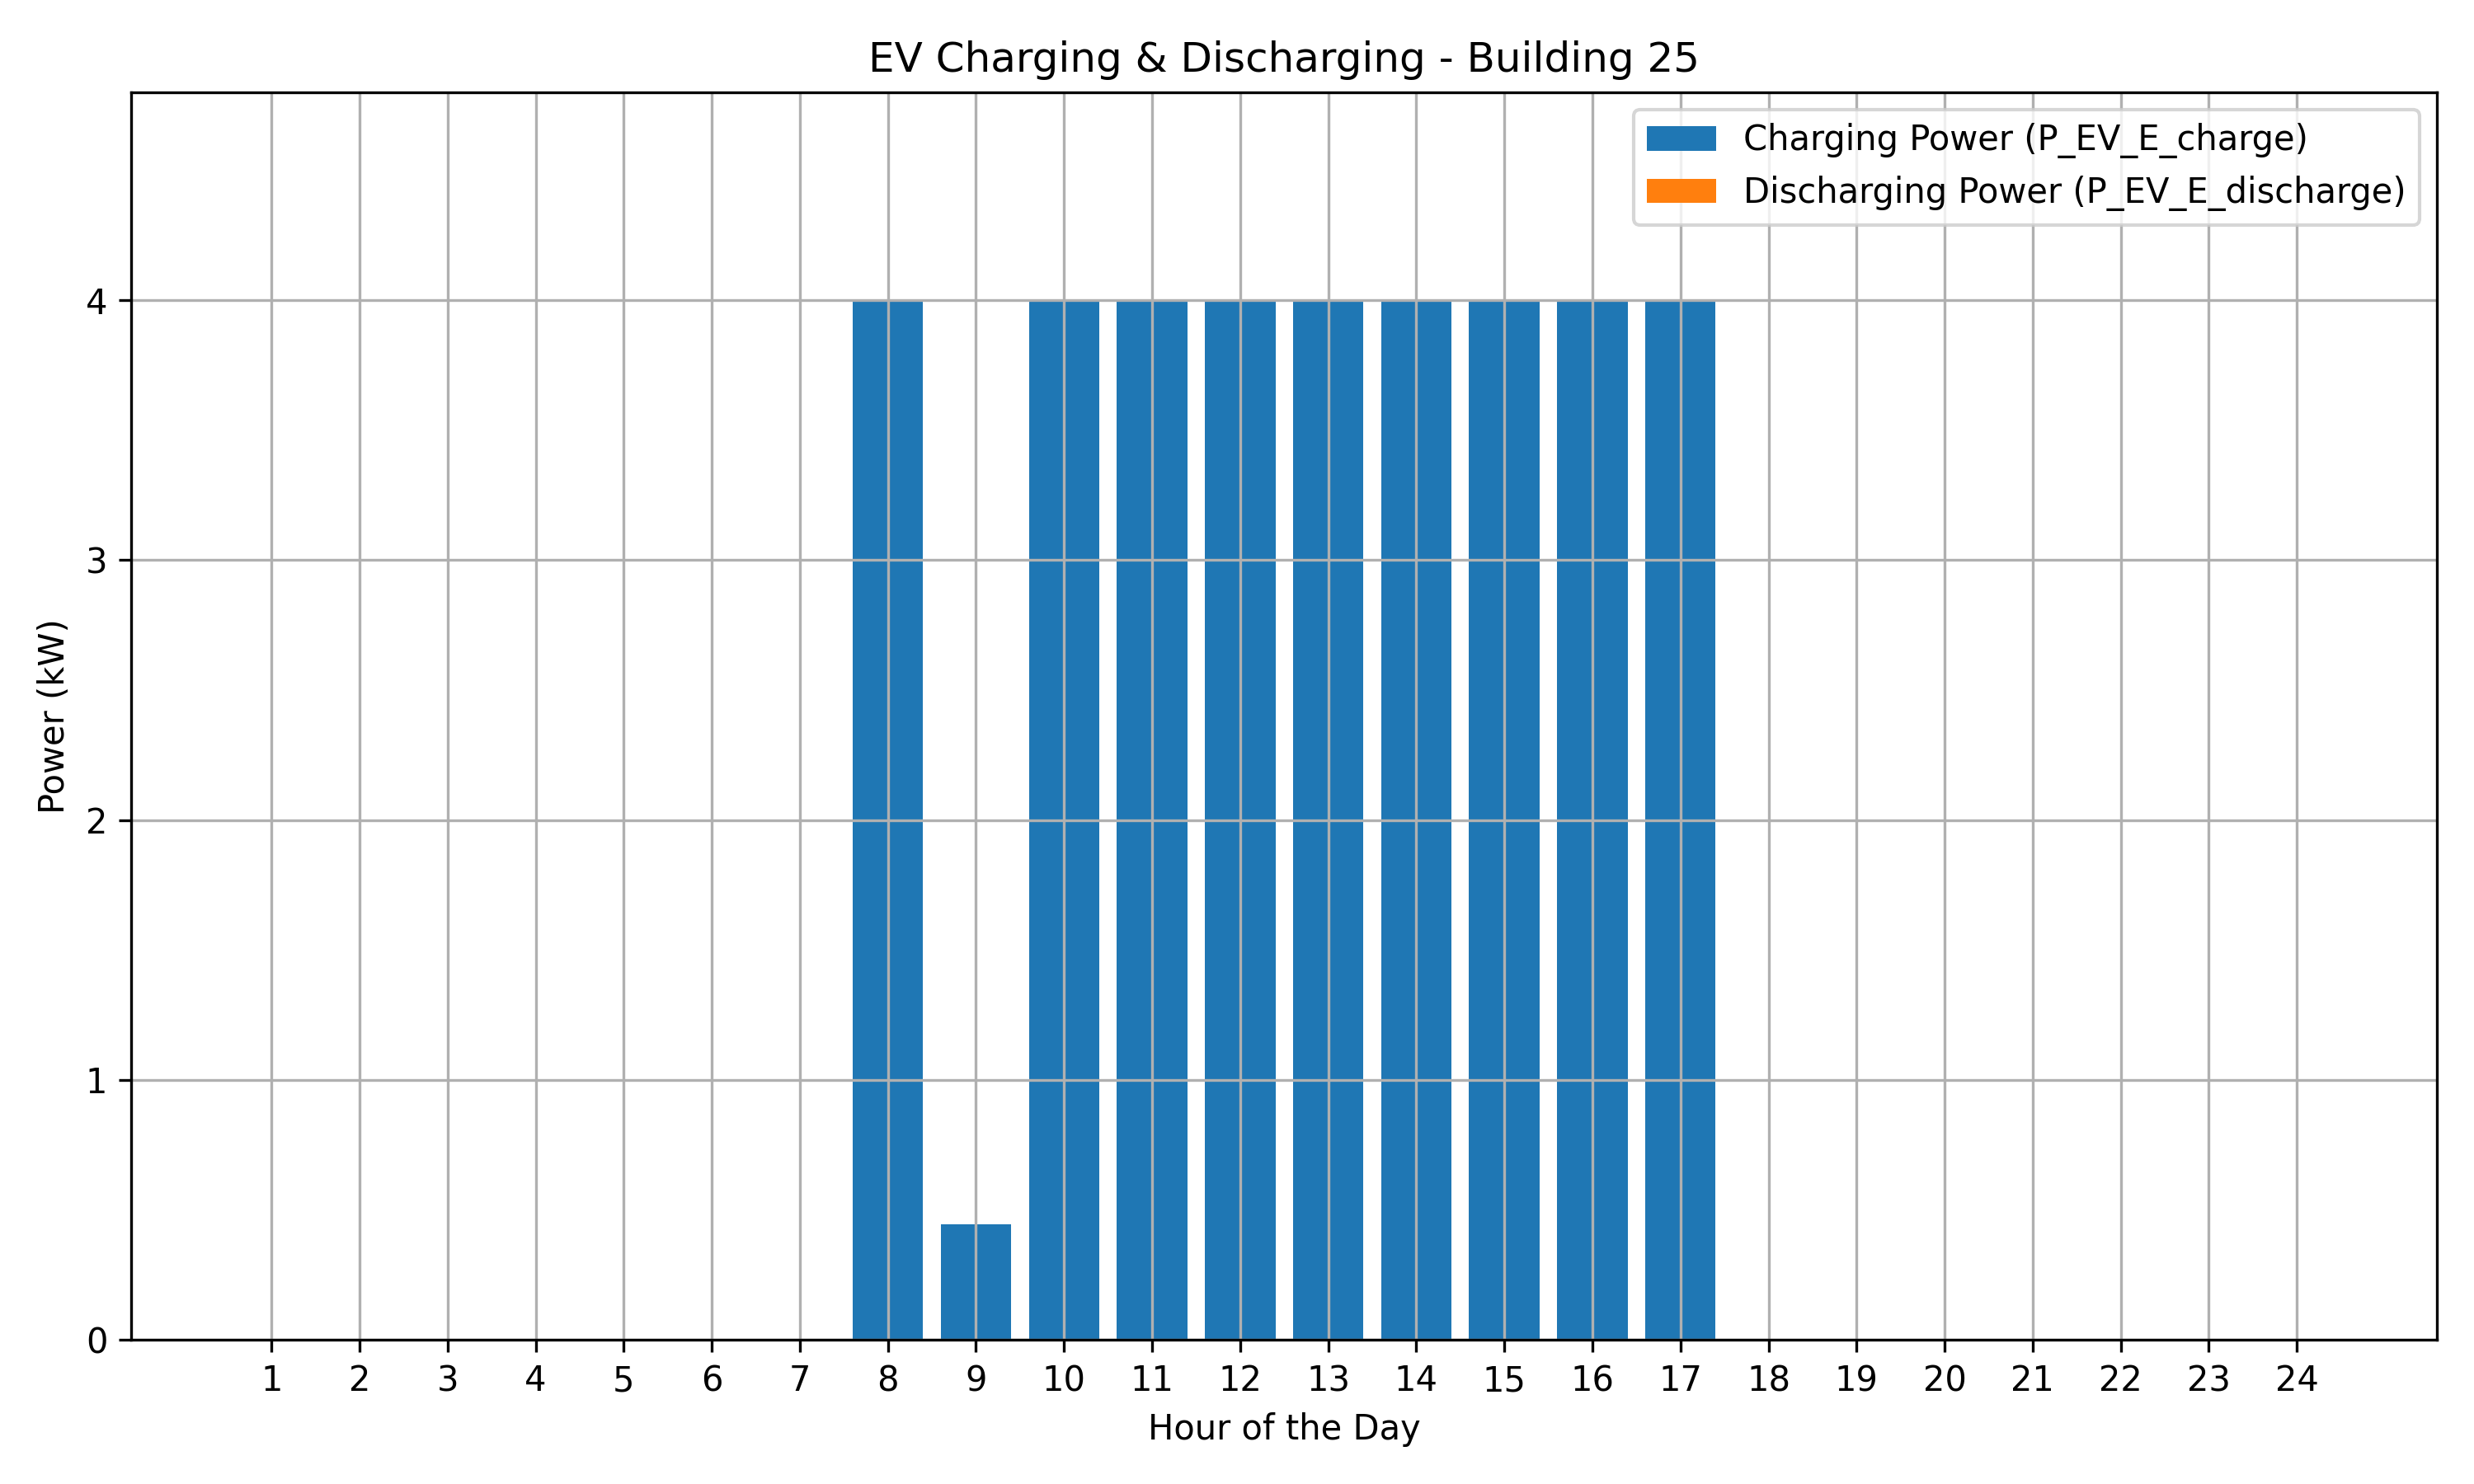 EV Charging & Discharging - Building 25
Charging Power (P_EV_E_charge)
Discharging Power (P_EV_E_discharge)
Power (kW)
4
3
2
1
0
1 2 3 4 5 6 7 8 9 10 11 12 13 14 15 16 17 18 19 20 21 22 23 24
Hour of the Day